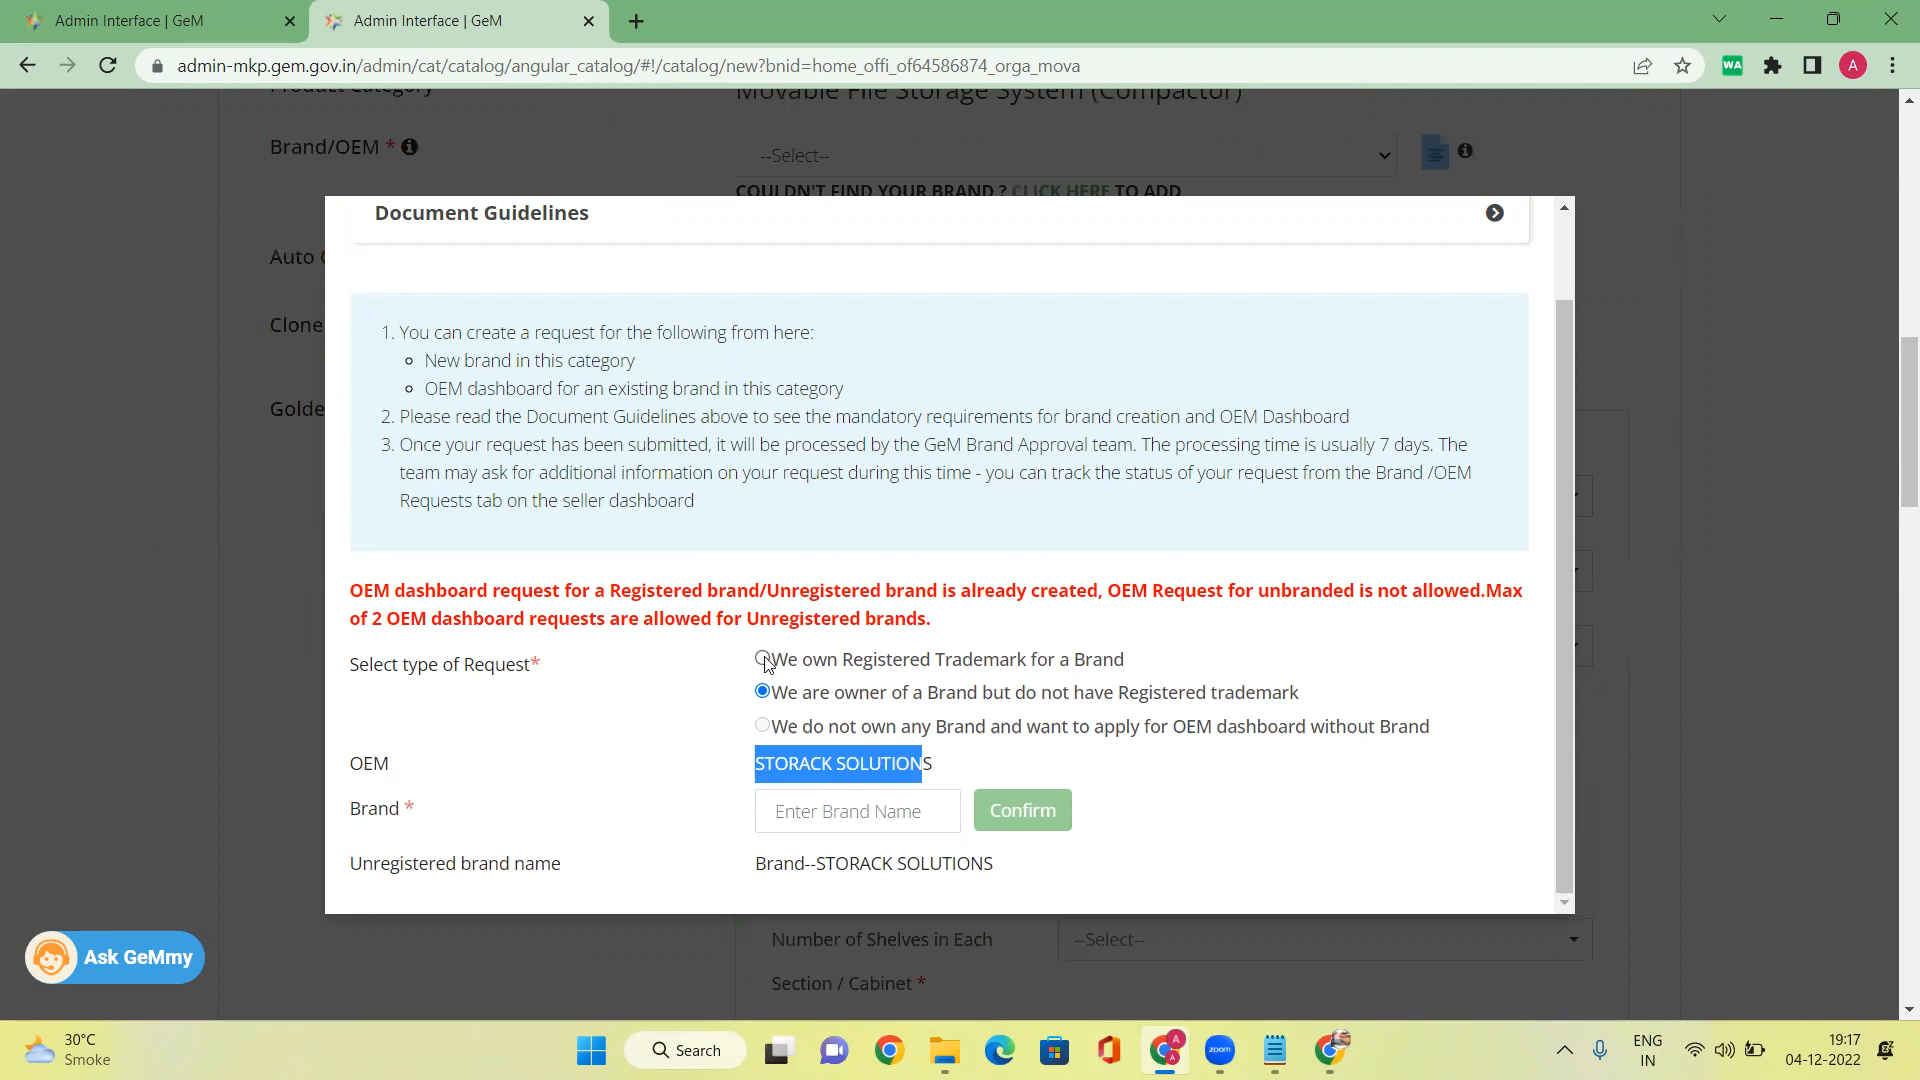 Admin Interface | GeM
Admin Interface | GeM
admin-mkp.gem.gov.in/admin/cat/catalog/angular_catalog/#!/catalog/new?bnid=home_offi_of64586874_orga_mova
WA
A
Product Category
Movable File Storage System (Compactor)
Brand/OEM *
--Select--
COULDN'T FIND YOUR BRAND ? CLICK HERE TO ADD
Document Guidelines
Auto
Clone
Golde
1. You can create a request for the following from here:
New brand in this category
OEM dashboard for an existing brand in this category
2. Please read the Document Guidelines above to see the mandatory requirements for brand creation and OEM Dashboard
3. Once your request has been submitted, it will be processed by the GeM Brand Approval team. The processing time is usually 7 days. The
team may ask for additional information on your request during this time - you can track the status of your request from the Brand /OEM
Requests tab on the seller dashboard
OEM dashboard request for a Registered brand/Unregistered brand is already created, OEM Request for unbranded is not allowed.Max
of 2 OEM dashboard requests are allowed for Unregistered brands.
Select type of Request*
We own Registered Trademark for a Brand
We are owner of a Brand but do not have Registered trademark
We do not own any Brand and want to apply for OEM dashboard without Brand
OEM
STORACK SOLUTIONS
Brand *
Enter Brand Name
Confirm
Unregistered brand name
Brand--STORACK SOLUTIONS
Number of Shelves in Each
--Select--
Section / Cabinet *
Ask GeMmy
30°C
Smoke
Search
zoom
A
A
ENG
IN
19:17
04-12-2022